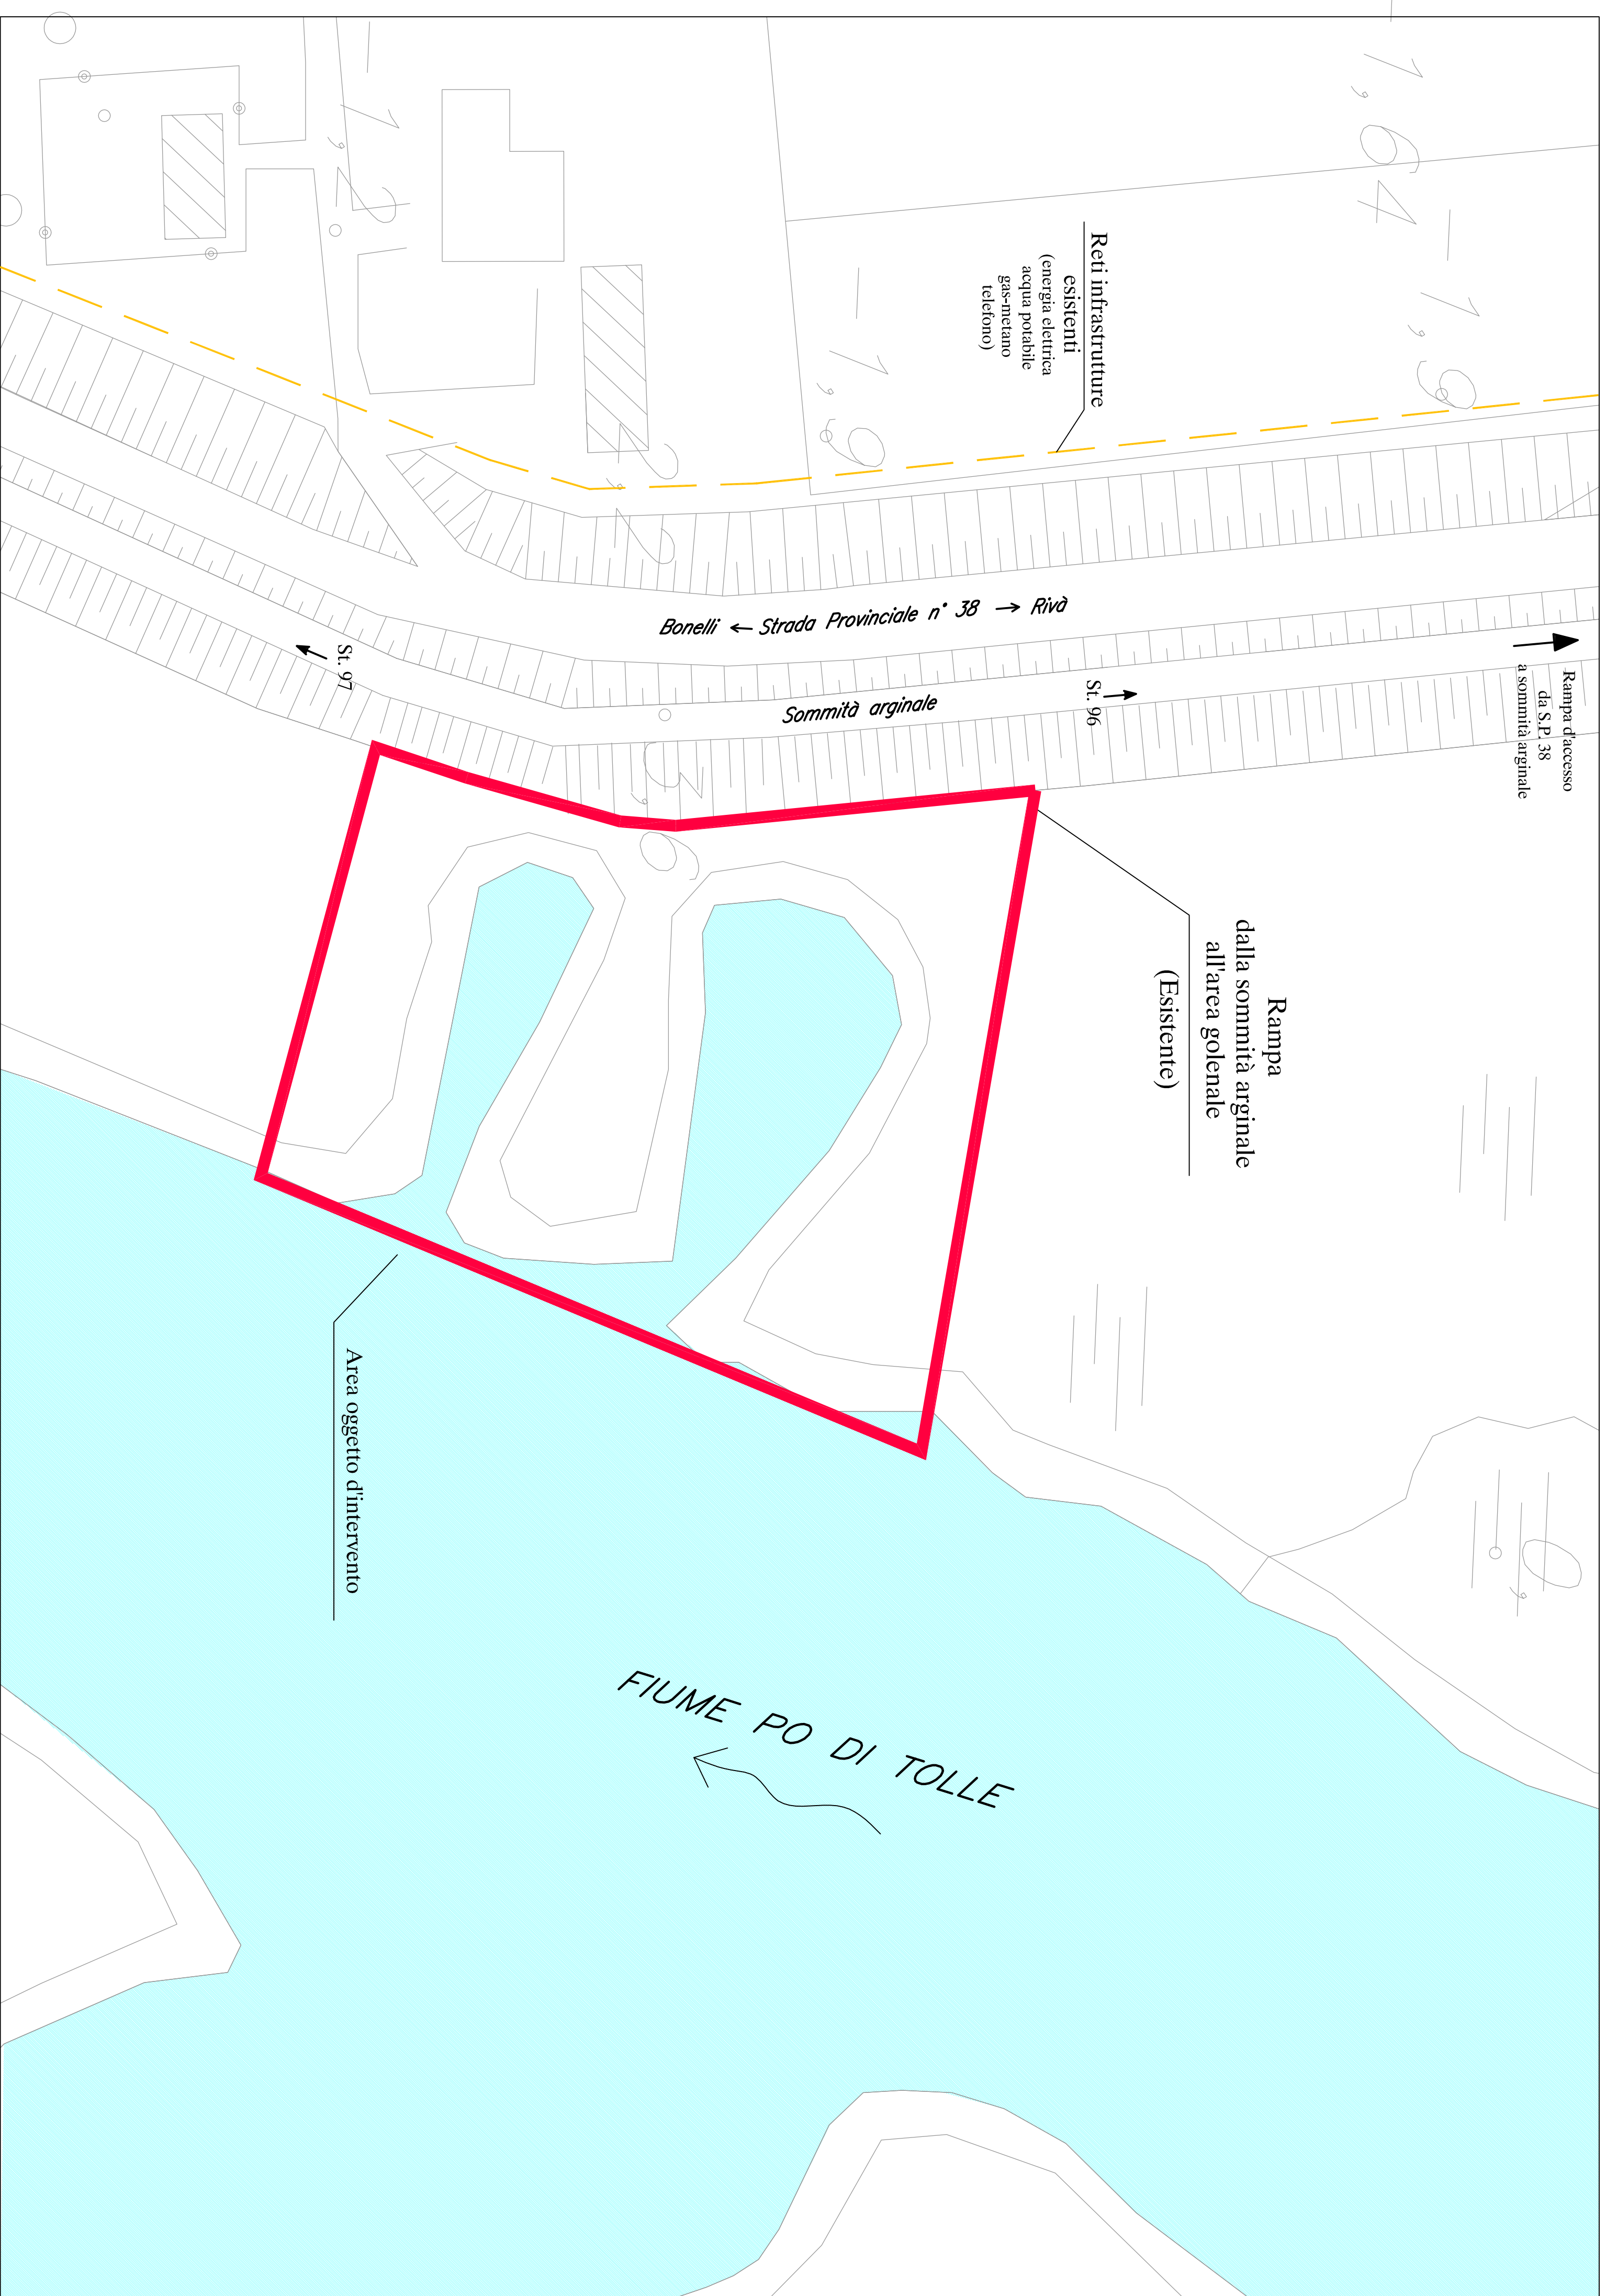 Reti infrastrutture
esistenti
(energia elettrica
acqua potabile
gas-metano
telefono)
Bonelli ← Strada Provinciale n° 38 → Rivà
St. 97
Sommità arginale
St. 96
Rampa d'accesso
da S.P. 38
a sommità arginale
Rampa
dalla sommità arginale
all'area golenale
(Esistente)
Area oggetto d'intervento
FIUME PO DI TOLLE